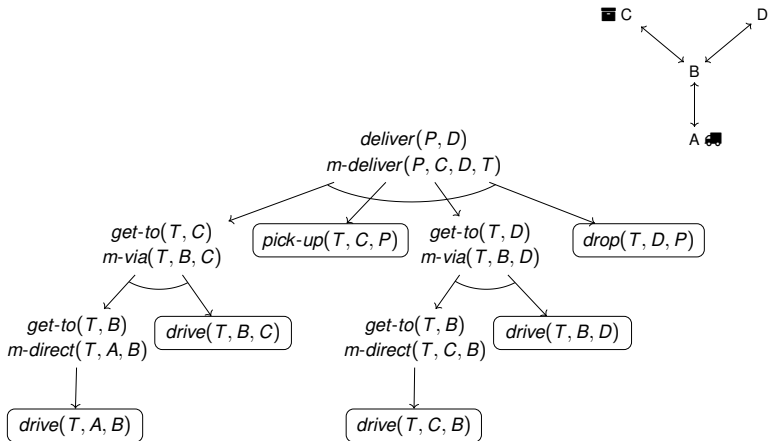 C
D
B
A
deliver(P, D)
m-deliver(P, C, D, T)
get-to(T, C)
m-via(T, B, C)
pick-up(T, C, P)
get-to(T, D)
m-via(T, B, D)
drop(T, D, P)
get-to(T, B)
m-direct(T, A, B)
drive(T, B, C)
get-to(T, B)
m-direct(T, C, B)
drive(T, B, D)
drive(T, A, B)
drive(T, C, B)